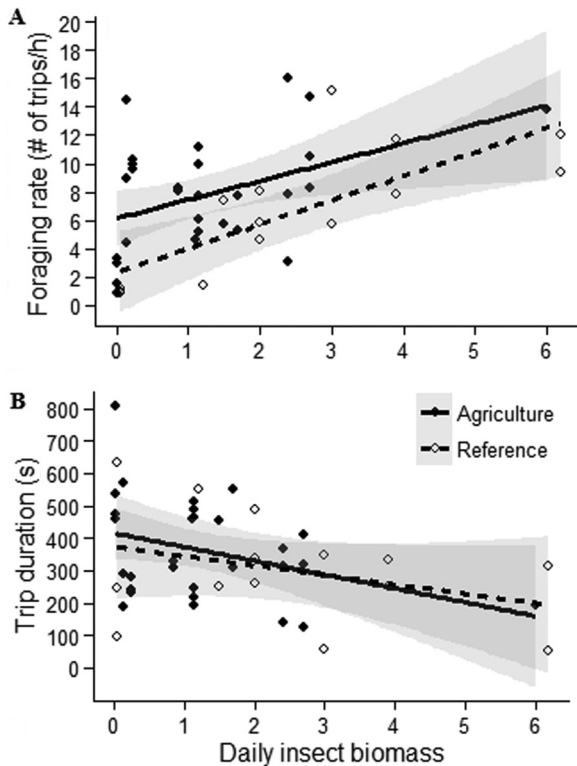 A
Foraging rate (# of trips/h)
20
18
16
14
12
10
8
6
4
2
0
0 1 2 3 4 5 6
B
Trip duration (s)
800
700
600
500
400
300
200
100
0
Agriculture
Reference
0 1 2 3 4 5 6
Daily insect biomass